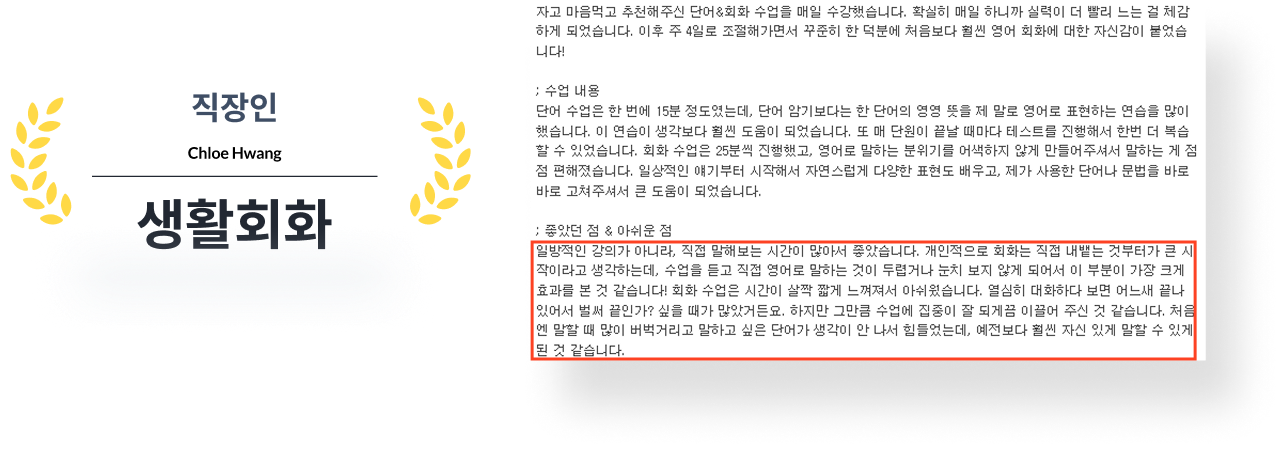 직장인
Chloe Hwang
생활회화
자고 마음먹고 추천해주신 단어&회화 수업을 매일 수강했습니다. 확실히 매일 하니까 실력이 더 빨리 느는 걸 체감
하게 되었습니다. 이후 주 4일로 조절해가면서 꾸준히 한 덕분에 처음보다 훨씬 영어 회화에 대한 자신감이 붙었습
니다!
; 수업 내용
단어 수업은 한 번에 15분 정도였는데, 단어 암기보다는 한 단어의 영영 뜻을 제 말로 영어로 표현하는 연습을 많이
했습니다. 이 연습이 생각보다 훨씬 도움이 되었습니다. 또 매 단원이 끝날 때마다 테스트를 진행해서 한번 더 복습
할 수 있었습니다. 회화 수업은 25분씩 진행했고, 영어로 말하는 분위기를 어색하지 않게 만들어주셔서 말하는 게 점
점 편해졌습니다. 일상적인 얘기부터 시작해서 자연스럽게 다양한 표현도 배우고, 제가 사용한 단어나 문법을 바로
바로 고쳐주셔서 큰 도움이 되었습니다.
; 좋았던 점 & 아쉬운 점
일방적인 강의가 아니라, 직접 말해보는 시간이 많아서 좋았습니다. 개인적으로 회화는 직접 내뱉는 것부터가 큰 시
작이라고 생각하는데, 수업을 듣고 직접 영어로 말하는 것이 두렵거나 눈치 보지 않게 되어서 이 부분이 가장 크게
효과를 본 것 같습니다! 회화 수업은 시간이 살짝 짧게 느껴져서 아쉬웠습니다. 열심히 대화하다 보면 어느새 끝나
있어서 벌써 끝인가? 싶을 때가 많았거든요. 하지만 그만큼 수업에 집중이 잘 되게끔 이끌어 주신 것 같습니다. 처음
엔 말할 때 많이 버벅거리고 말하고 싶은 단어가 생각이 안 나서 힘들었는데, 예전보다 훨씬 자신 있게 말할 수 있게
된 것 같습니다.